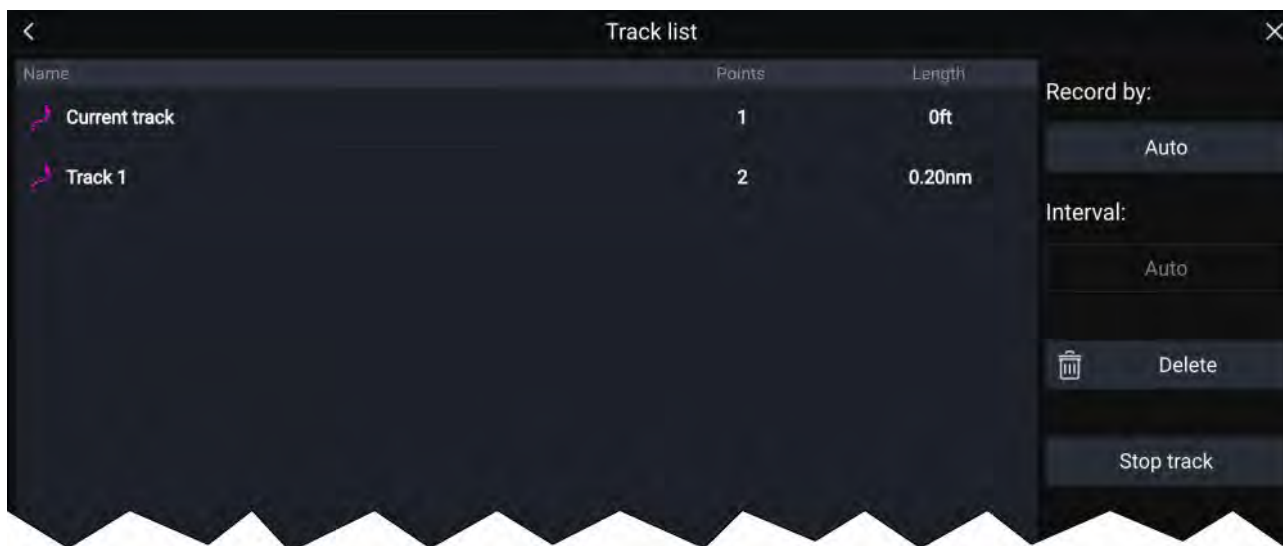 Track list
Name Points Length
Current track 1 0ft
Track 1 2 0.20nm
Record by:
Auto
Interval:
Auto
Delete
Stop track